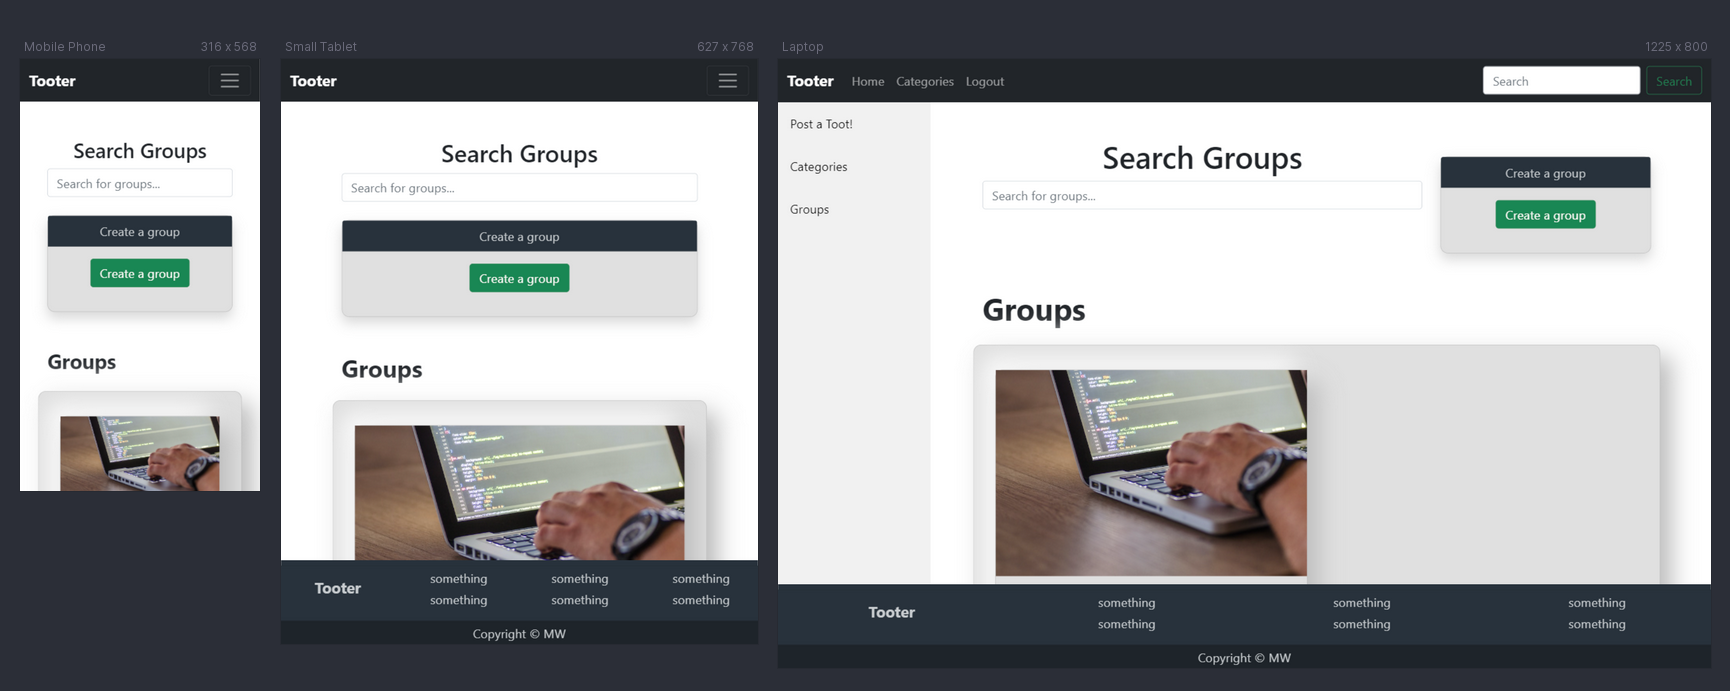 Mobile Phone 316 x 568
Tooter
Search Groups
Search for groups...
Create a group
Create a group
Groups
Small Tablet 627 x 768
Tooter
Search Groups
Search for groups...
Create a group
Create a group
Groups
Tooter something something something
something something something
Copyright © MW
Laptop 1225 x 800
Tooter Home Categories Logout Search Search
Post a Toot!
Categories
Groups
Search Groups
Search for groups...
Create a group
Create a group
Groups
Tooter something something something
something something something
Copyright © MW